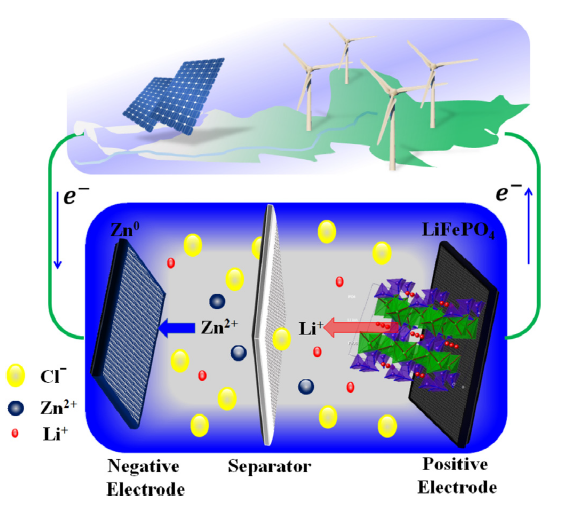 e⁻
e⁻
Zn⁰
LiFePO₄
Zn²⁺
Li⁺
Cl⁻
Zn²⁺
Li⁺
Negative
Electrode
Separator
Positive
Electrode